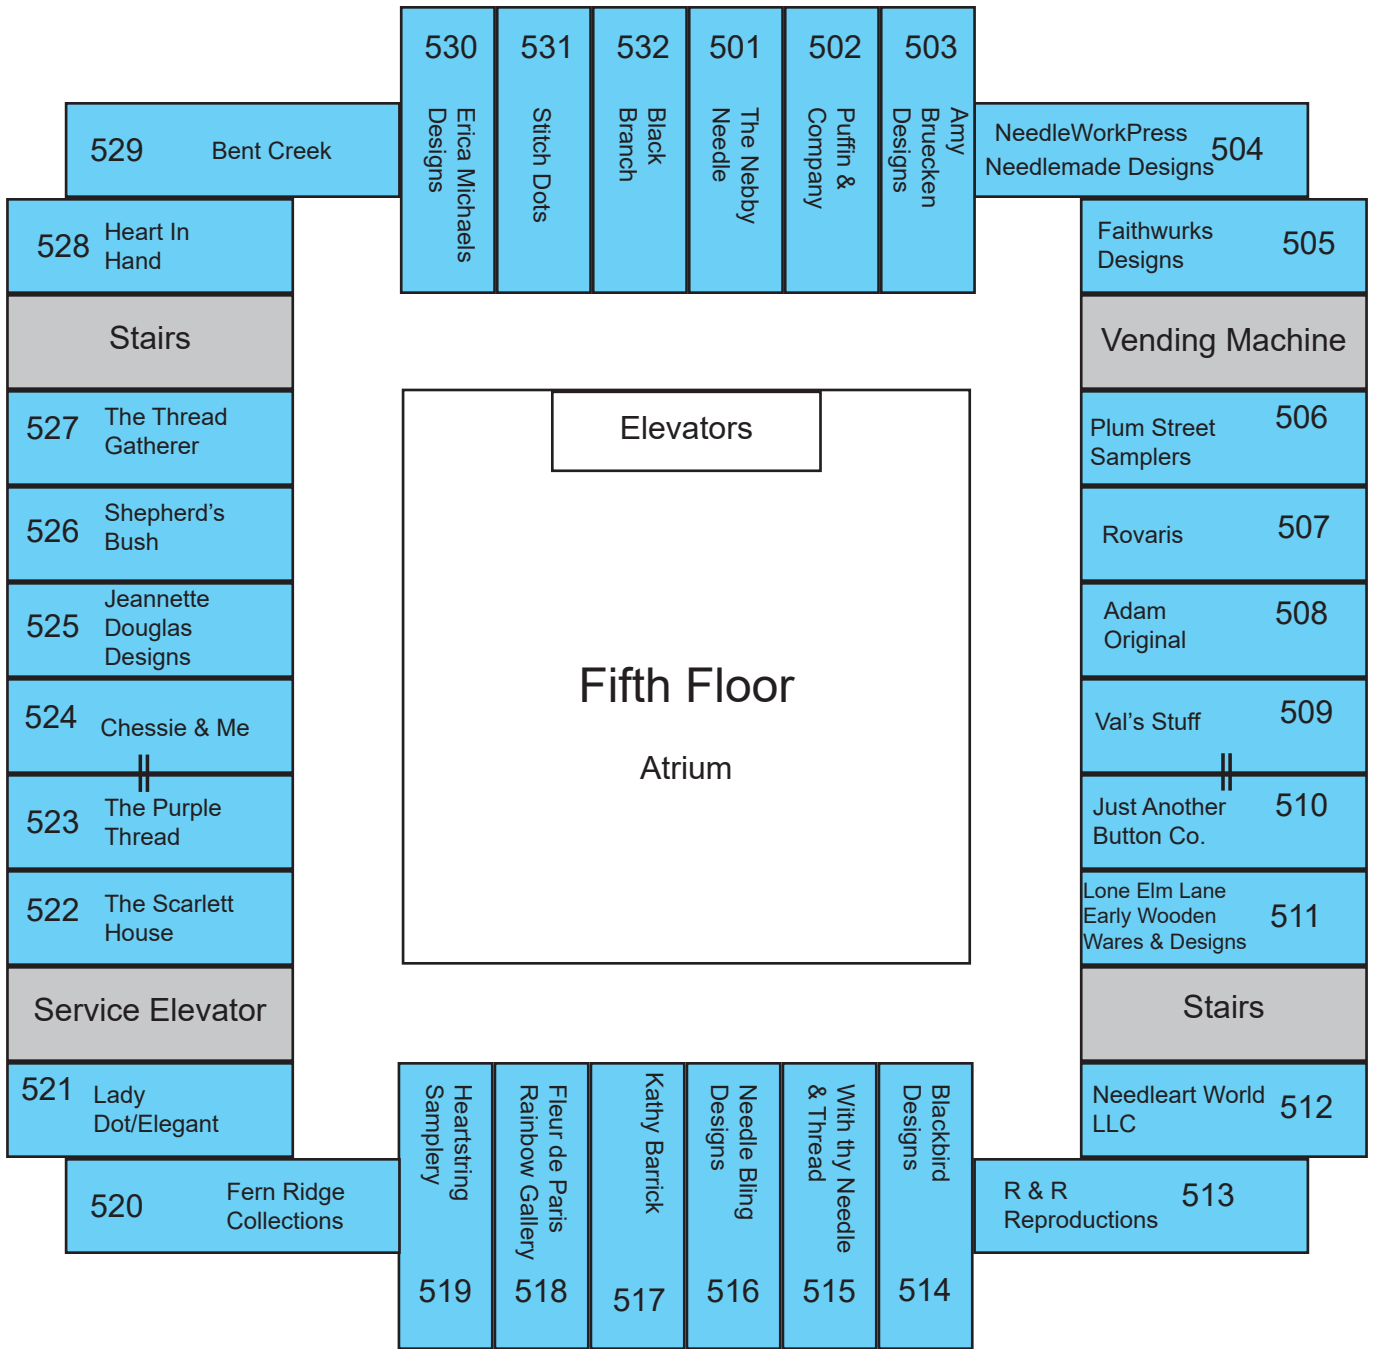 530
Erica Michaels
Designs
531
Stitch Dots
532
Black
Branch
501
The Nebby
Needle
502
Puffin &
Company
503
Amy
Bruecken
Designs
529
Bent Creek
NeedleWorkPress
Needlemade Designs
504
528
Heart In
Hand
Faithwurks
Designs
505
Stairs
Vending Machine
Elevators
527
The Thread
Gatherer
Plum Street
Samplers
506
526
Shepherd’s
Bush
Rovaris
507
525
Jeannette
Douglas
Designs
Adam
Original
508
Fifth Floor
Atrium
524
Chessie & Me
Val’s Stuff
509
523
The Purple
Thread
Just Another
Button Co.
510
522
The Scarlett
House
Lone Elm Lane
Early Wooden
Wares & Designs
511
Service Elevator
Stairs
521
Lady
Dot/Elegant
Needleart World
LLC
512
520
Fern Ridge
Collections
Heartstring
Samplery
519
Fleur de Paris
Rainbow Gallery
518
Kathy Barrick
517
Needle Bling
Designs
516
With thy Needle
& Thread
515
Blackbird
Designs
514
R & R
Reproductions
513